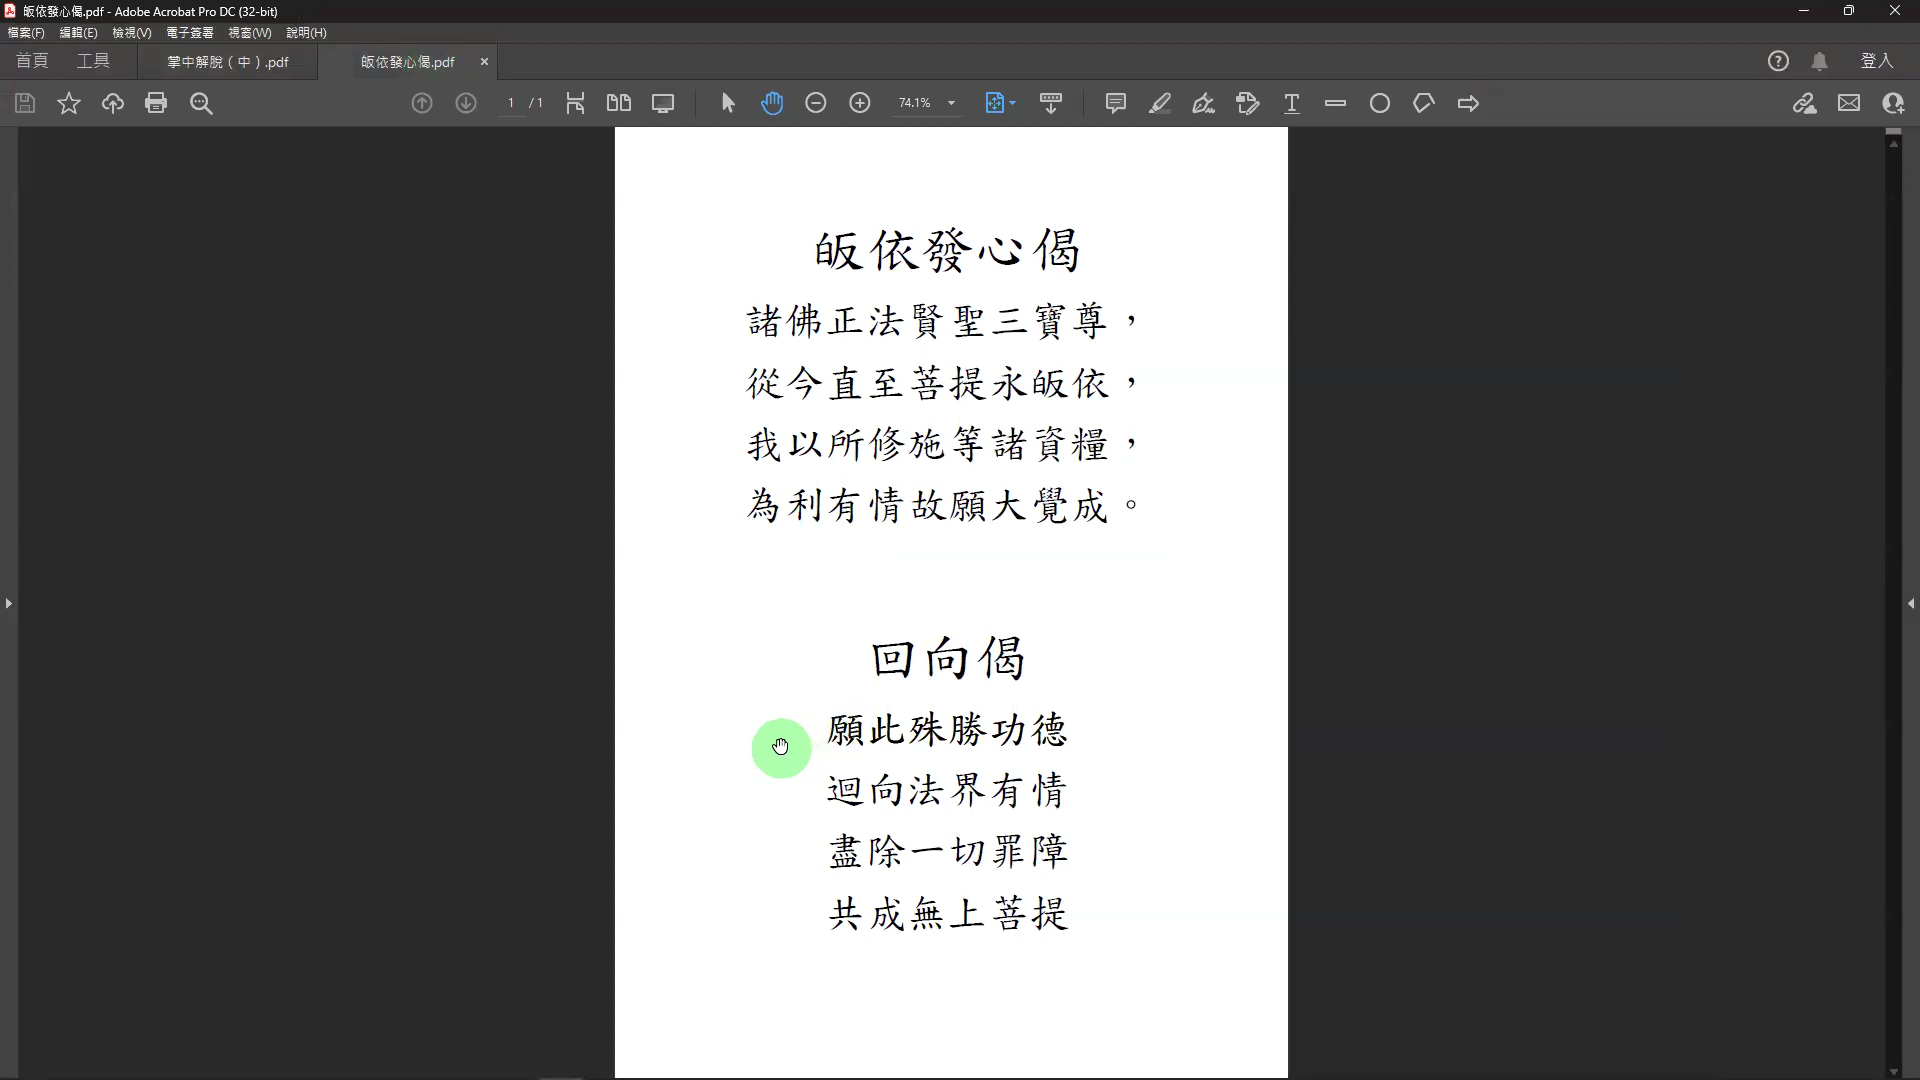 皈依發心偈.pdf - Adobe Acrobat Pro DC (32-bit)
檔案(F) 編輯(E) 檢視(V) 電子簽署 視窗(W) 說明(H)
首頁 工具 掌中解脫（中）.pdf 皈依發心偈.pdf × 登入
1 / 1 74.1%
皈依發心偈
諸佛正法賢聖三寶尊，
從今直至菩提永皈依，
我以所修施等諸資糧，
為利有情故願大覺成。
回向偈
願此殊勝功德
迴向法界有情
盡除一切罪障
共成無上菩提